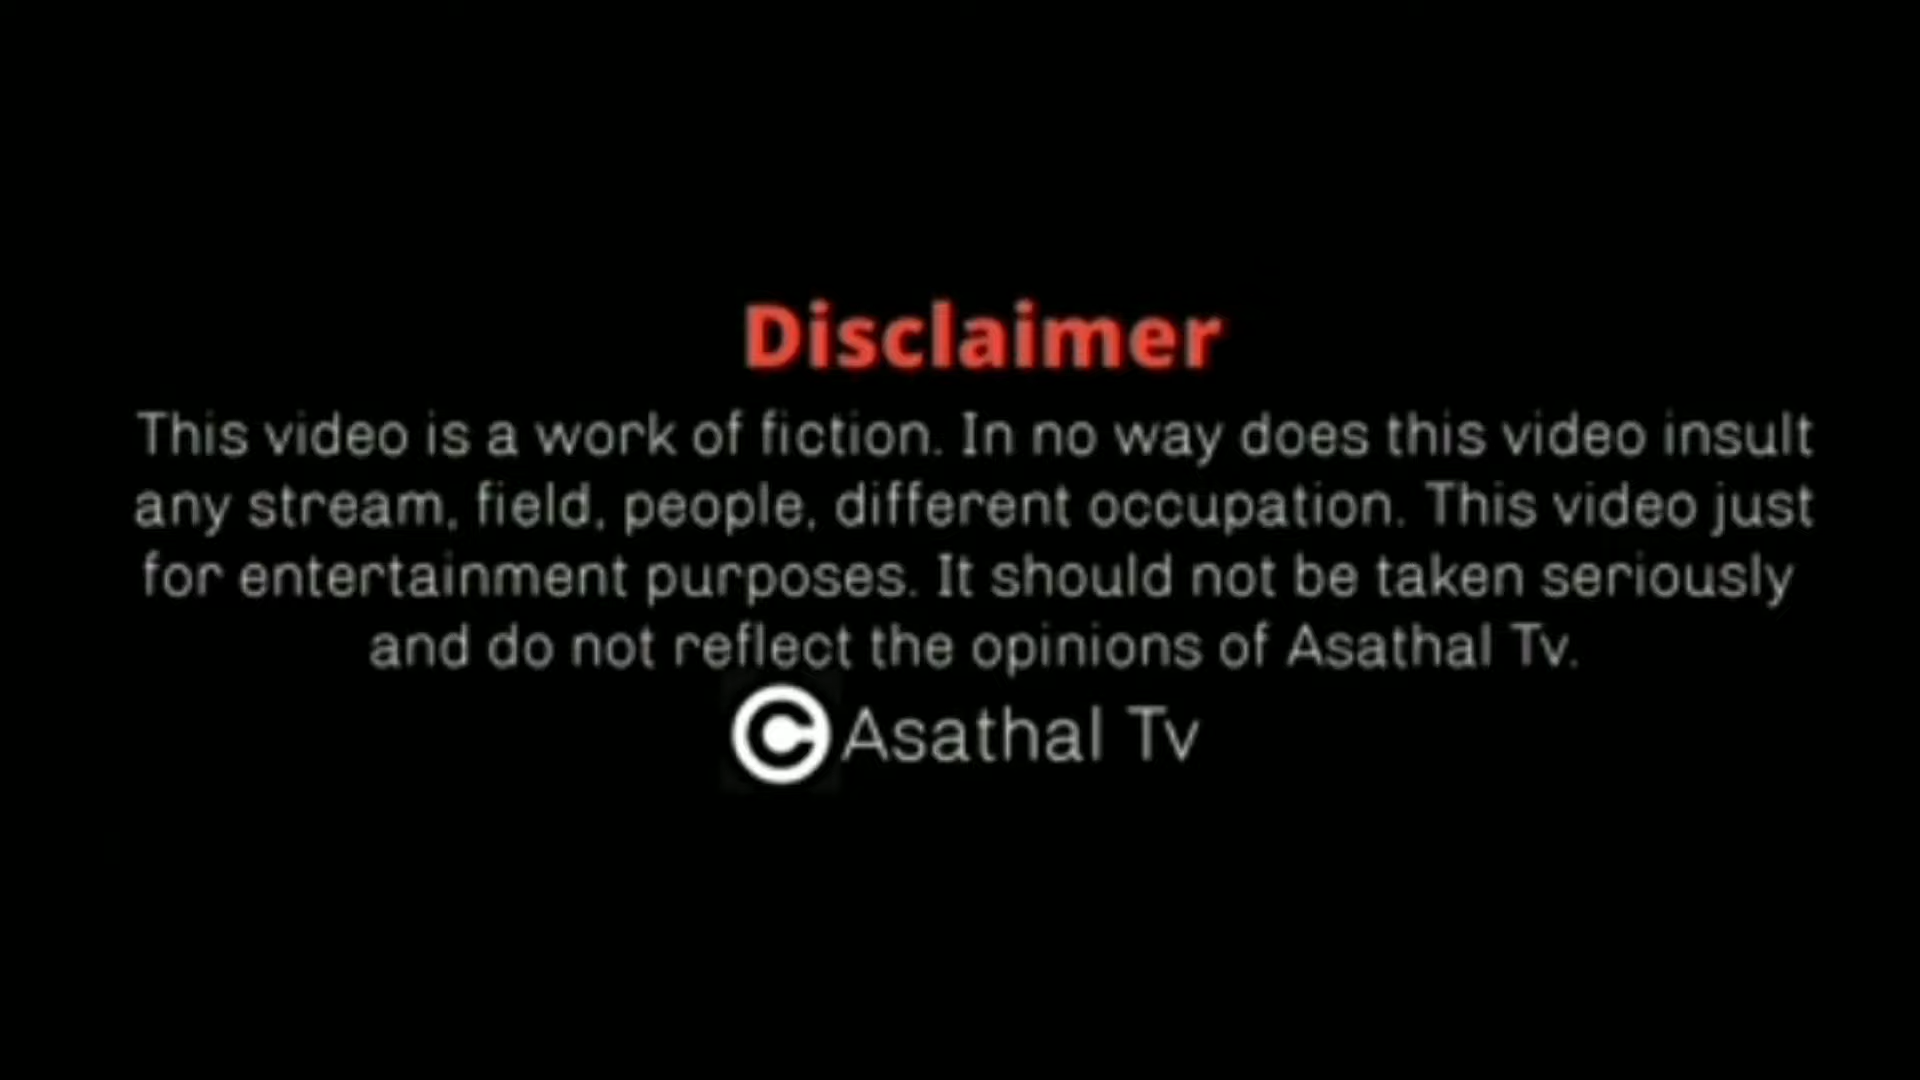 Disclaimer
This video is a work of fiction. In no way does this video insult
any stream, field, people, different occupation. This video just
for entertainment purposes. It should not be taken seriously
and do not reflect the opinions of Asathal Tv.
© Asathal Tv